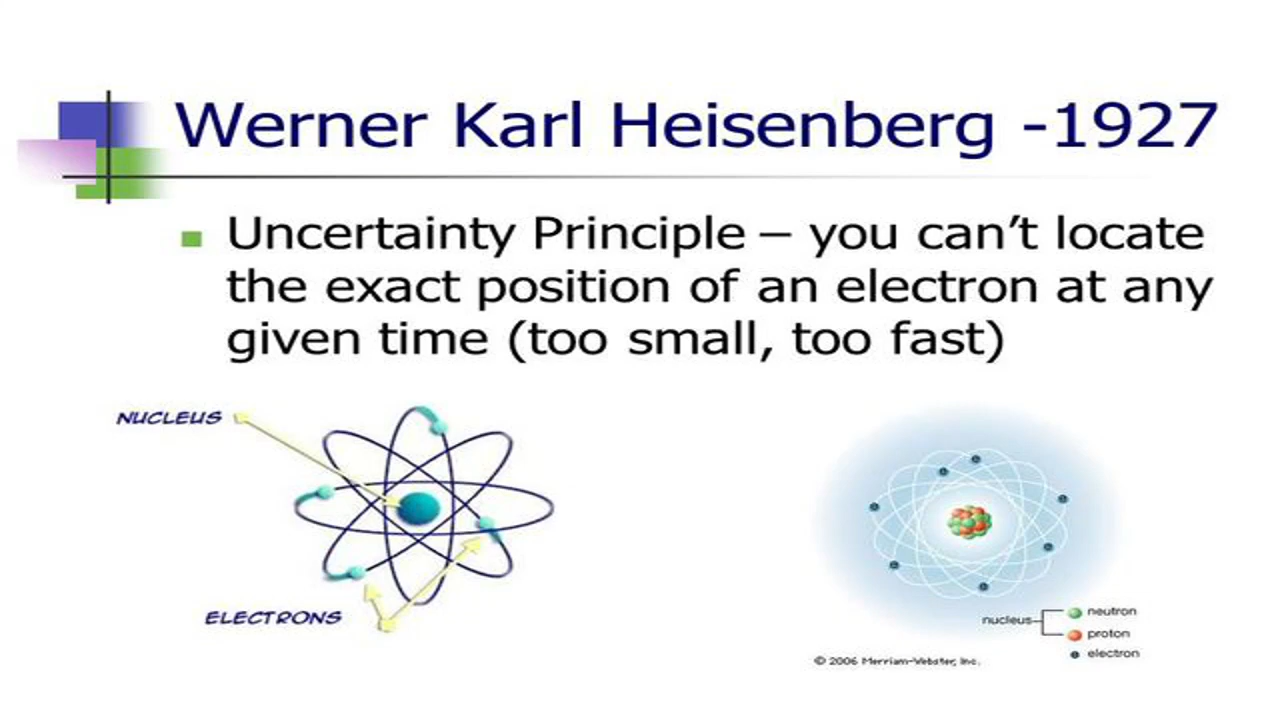 Werner Karl Heisenberg -1927
Uncertainty Principle – you can’t locate
the exact position of an electron at any
given time (too small, too fast)
NUCLEUS
ELECTRONS
neutron
nucleus
proton
electron
© 2006 Merriam-Webster, Inc.